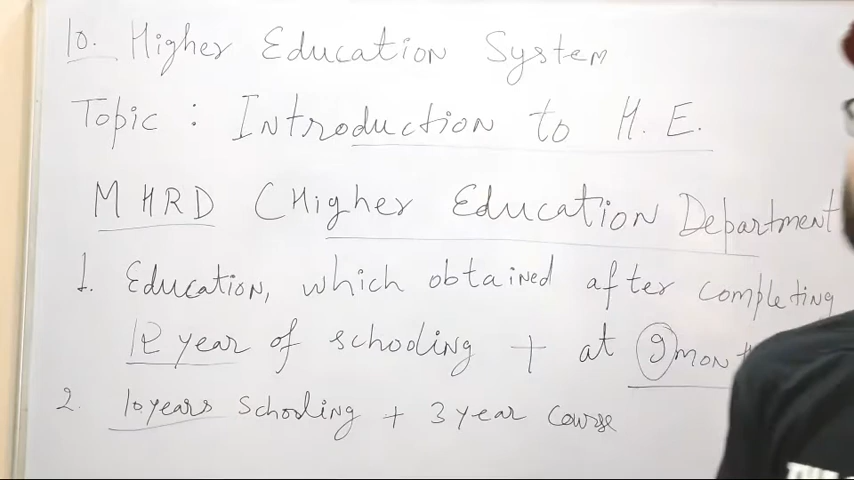 10. Higher Education System
Topic : Introduction to H. E.
MHRD (Higher Education Department
1. Education, which obtained after completing
12 year of schooling + at 9 mont
2. 10 years Schooling + 3 year course